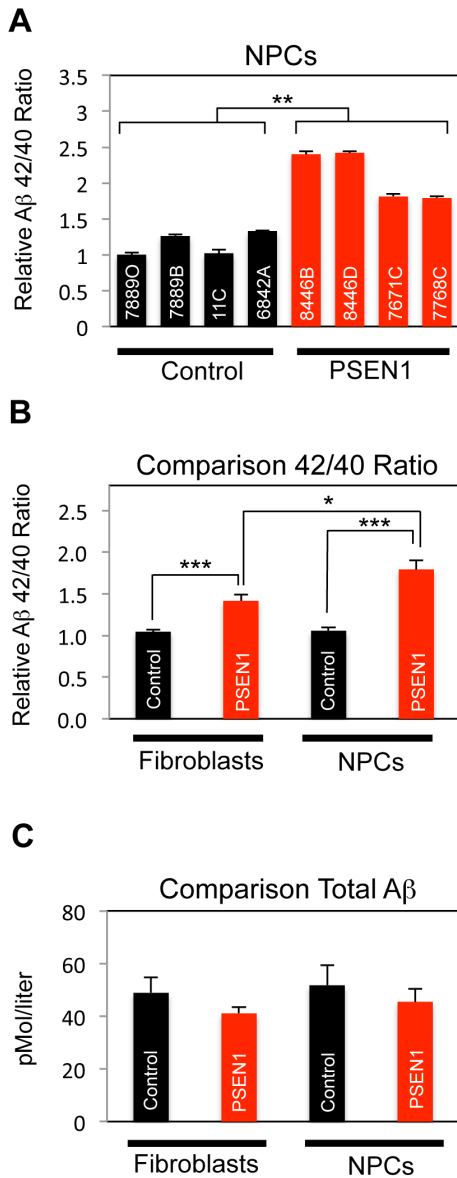 A
NPCs
Relative Aβ 42/40 Ratio
3.5
3
2.5
2
1.5
1
0.5
0
**
7889O
7889B
11C
6842A
8446B
8446D
7671C
7768C
Control
PSEN1
B
Comparison 42/40 Ratio
Relative Aβ 42/40 Ratio
2.5
2.0
1.5
1.0
0.5
0.0
*
***
***
Control
PSEN1
Control
PSEN1
Fibroblasts
NPCs
C
Comparison Total Aβ
pMol/liter
80
60
40
20
0
Control
PSEN1
Control
PSEN1
Fibroblasts
NPCs